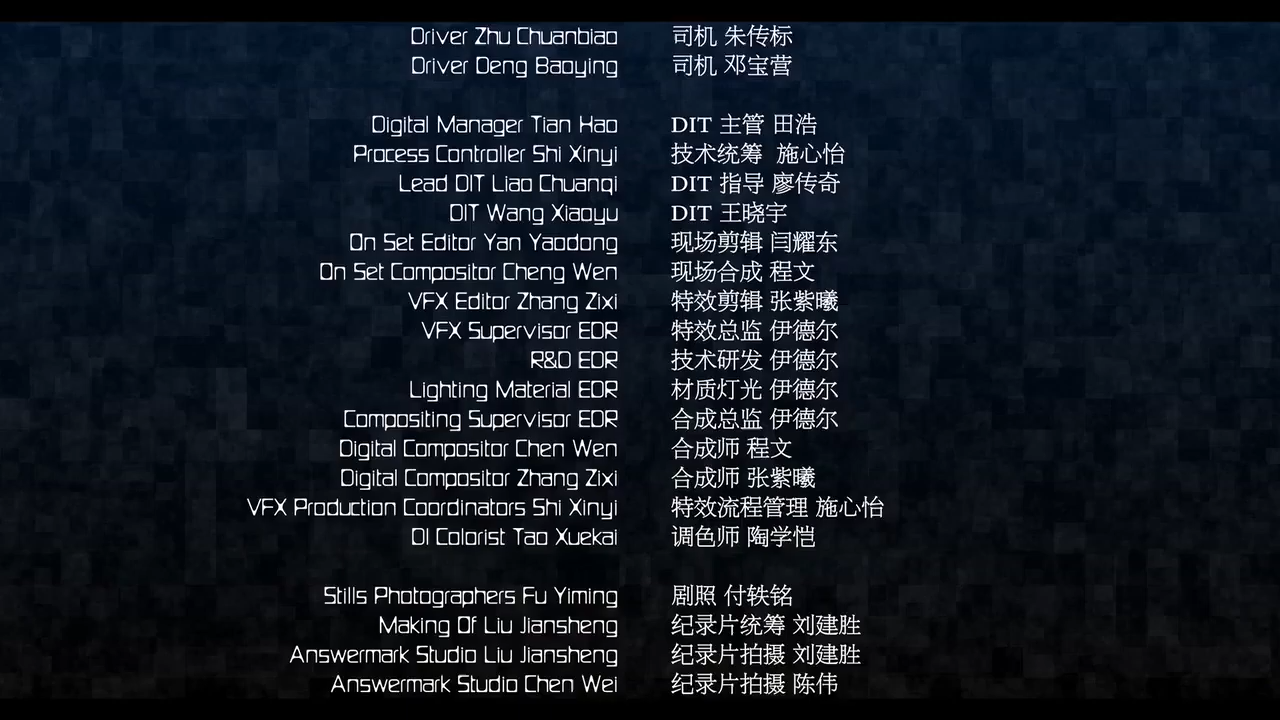 Driver Zhu Chuanbiao 司机 朱传标
Driver Deng Baoying 司机 邓宝营
Digital Manager Tian Hao DIT 主管 田浩
Process Controller Shi Xinyi 技术统筹 施心怡
Lead DIT Liao Chuanqi DIT 指导 廖传奇
DIT Wang Xiaoyu DIT 王晓宇
On Set Editor Yan Yaodong 现场剪辑 闫耀东
On Set Compositor Cheng Wen 现场合成 程文
VFX Editor Zhang Zixi 特效剪辑 张紫曦
VFX Supervisor EDR 特效总监 伊德尔
R&D EDR 技术研发 伊德尔
Lighting Material EDR 材质灯光 伊德尔
Compositing Supervisor EDR 合成总监 伊德尔
Digital Compositor Chen Wen 合成师 程文
Digital Compositor Zhang Zixi 合成师 张紫曦
VFX Production Coordinators Shi Xinyi 特效流程管理 施心怡
DI Colorist Tao Xuekai 调色师 陶学恺
Stills Photographers Fu Yiming 剧照 付轶铭
Making Of Liu Jiansheng 纪录片统筹 刘建胜
Answermark Studio Liu Jiansheng 纪录片拍摄 刘建胜
Answermark Studio Chen Wei 纪录片拍摄 陈伟